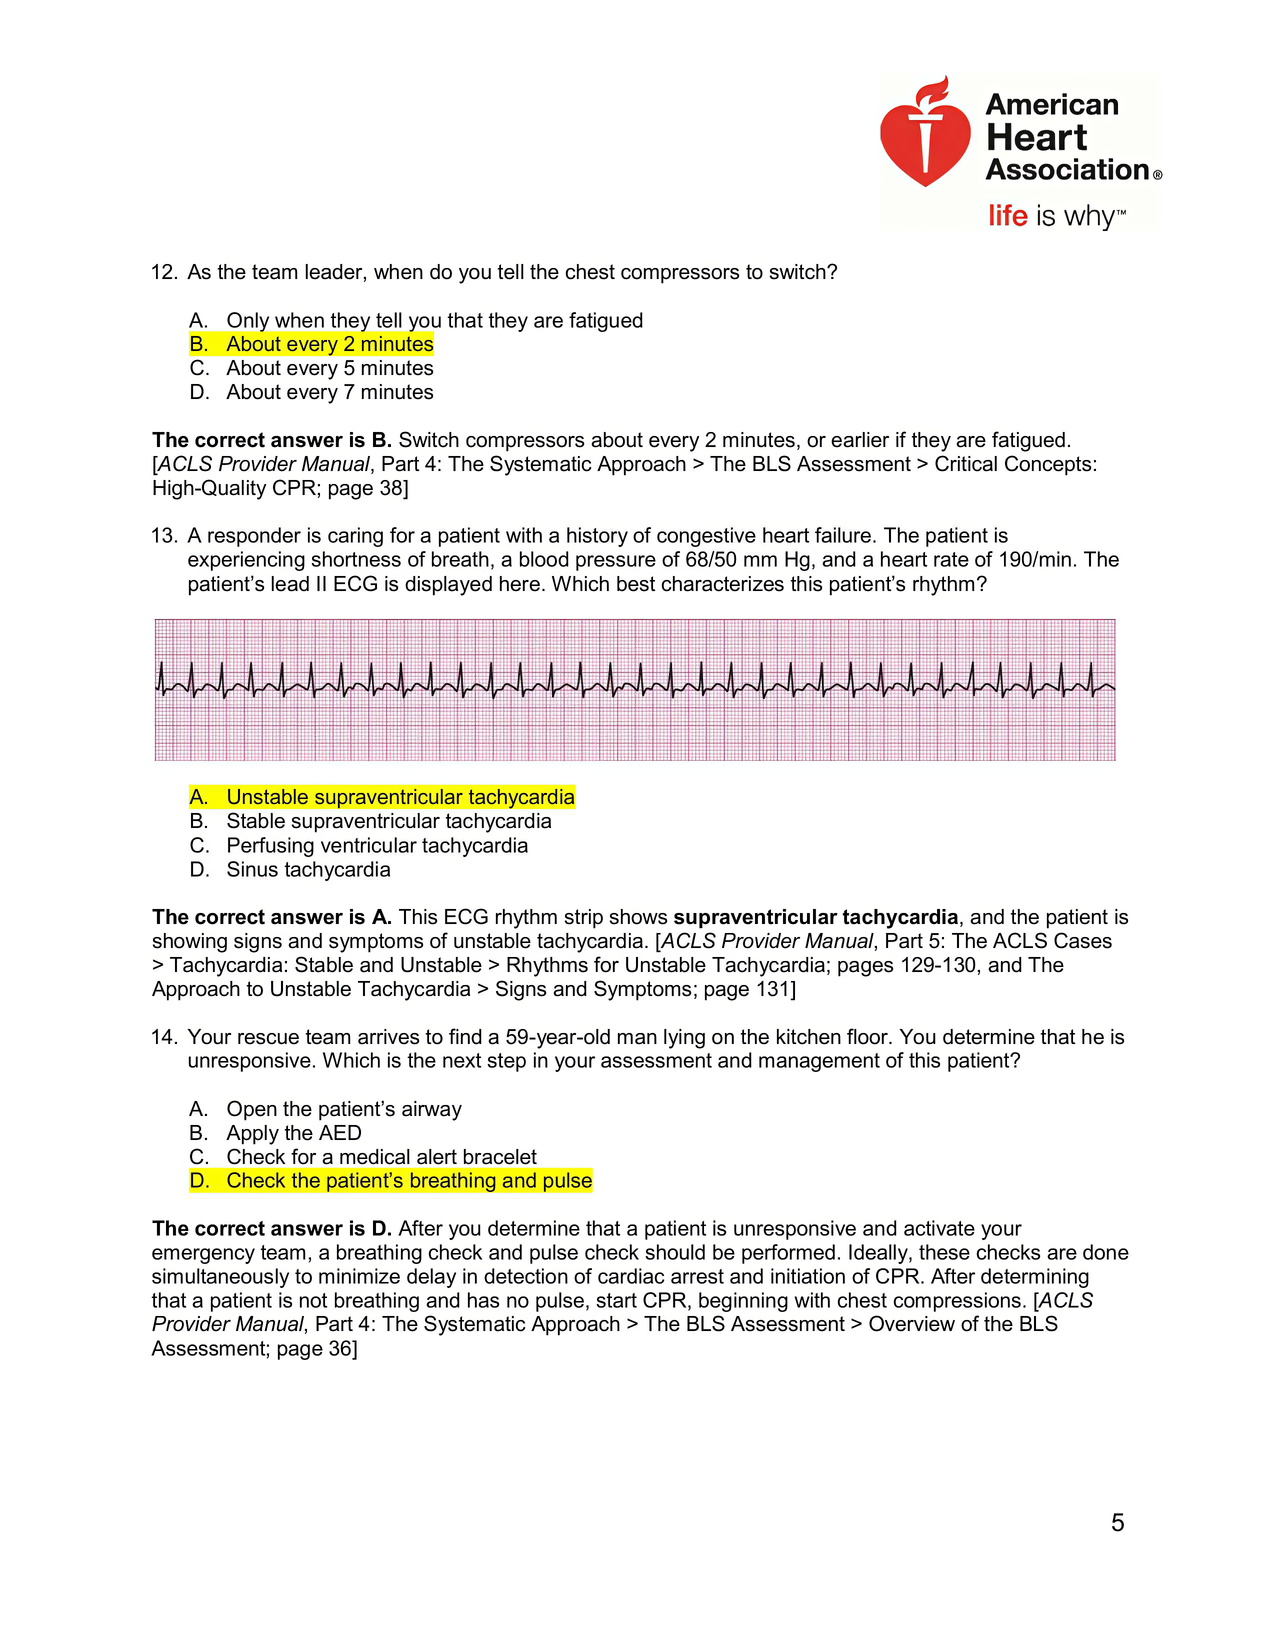 American
Heart
Association®
life is why™
12. As the team leader, when do you tell the chest compressors to switch?
A. Only when they tell you that they are fatigued
B. About every 2 minutes
C. About every 5 minutes
D. About every 7 minutes
The correct answer is B. Switch compressors about every 2 minutes, or earlier if they are fatigued.
[ACLS Provider Manual, Part 4: The Systematic Approach > The BLS Assessment > Critical Concepts:
High-Quality CPR; page 38]
13. A responder is caring for a patient with a history of congestive heart failure. The patient is
experiencing shortness of breath, a blood pressure of 68/50 mm Hg, and a heart rate of 190/min. The
patient’s lead II ECG is displayed here. Which best characterizes this patient’s rhythm?
A. Unstable supraventricular tachycardia
B. Stable supraventricular tachycardia
C. Perfusing ventricular tachycardia
D. Sinus tachycardia
The correct answer is A. This ECG rhythm strip shows supraventricular tachycardia, and the patient is
showing signs and symptoms of unstable tachycardia. [ACLS Provider Manual, Part 5: The ACLS Cases
> Tachycardia: Stable and Unstable > Rhythms for Unstable Tachycardia; pages 129-130, and The
Approach to Unstable Tachycardia > Signs and Symptoms; page 131]
14. Your rescue team arrives to find a 59-year-old man lying on the kitchen floor. You determine that he is
unresponsive. Which is the next step in your assessment and management of this patient?
A. Open the patient’s airway
B. Apply the AED
C. Check for a medical alert bracelet
D. Check the patient’s breathing and pulse
The correct answer is D. After you determine that a patient is unresponsive and activate your
emergency team, a breathing check and pulse check should be performed. Ideally, these checks are done
simultaneously to minimize delay in detection of cardiac arrest and initiation of CPR. After determining
that a patient is not breathing and has no pulse, start CPR, beginning with chest compressions. [ACLS
Provider Manual, Part 4: The Systematic Approach > The BLS Assessment > Overview of the BLS
Assessment; page 36]
5